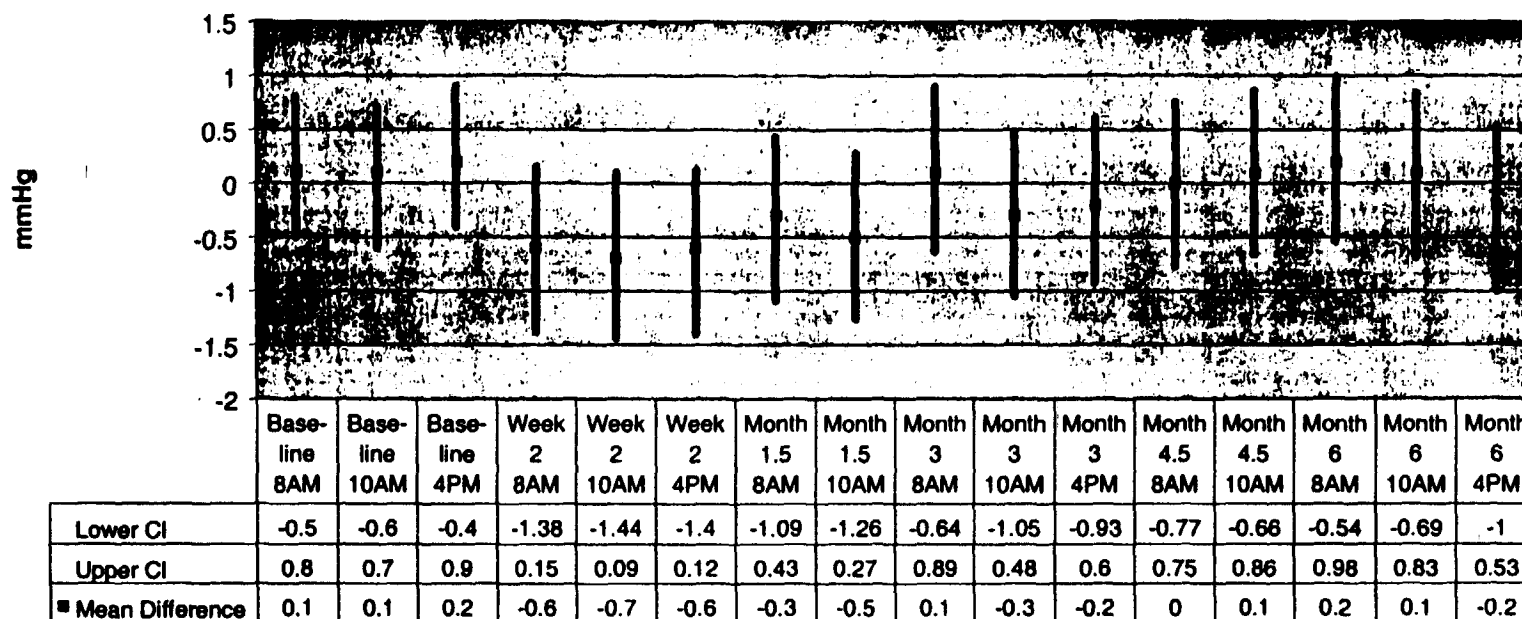 1.5
1
0.5
0
-0.5
-1
-1.5
-2
mmHg
Base-line 8AM Base-line 10AM Base-line 4PM Week 2 8AM Week 2 10AM Week 2 4PM Month 1.5 8AM Month 1.5 10AM Month 3 8AM Month 3 10AM Month 3 4PM Month 4.5 8AM Month 4.5 10AM Month 6 8AM Month 6 10AM Month 6 4PM
Lower CI -0.5 -0.6 -0.4 -1.38 -1.44 -1.4 -1.09 -1.26 -0.64 -1.05 -0.93 -0.77 -0.66 -0.54 -0.69 -1
Upper CI 0.8 0.7 0.9 0.15 0.09 0.12 0.43 0.27 0.89 0.48 0.6 0.75 0.86 0.98 0.83 0.53
Mean Difference 0.1 0.1 0.2 -0.6 -0.7 -0.6 -0.3 -0.5 0.1 -0.3 -0.2 0 0.1 0.2 0.1 -0.2